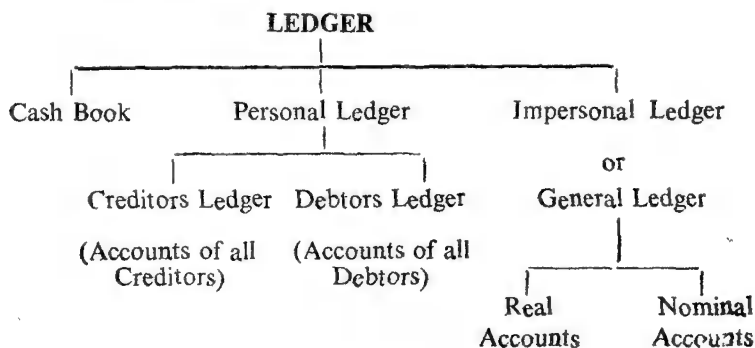 LEDGER
Cash Book Personal Ledger Impersonal Ledger
or
Creditors Ledger Debtors Ledger General Ledger
(Accounts of all (Accounts of all
Creditors) Debtors)
Real Nominal
Accounts Accounts